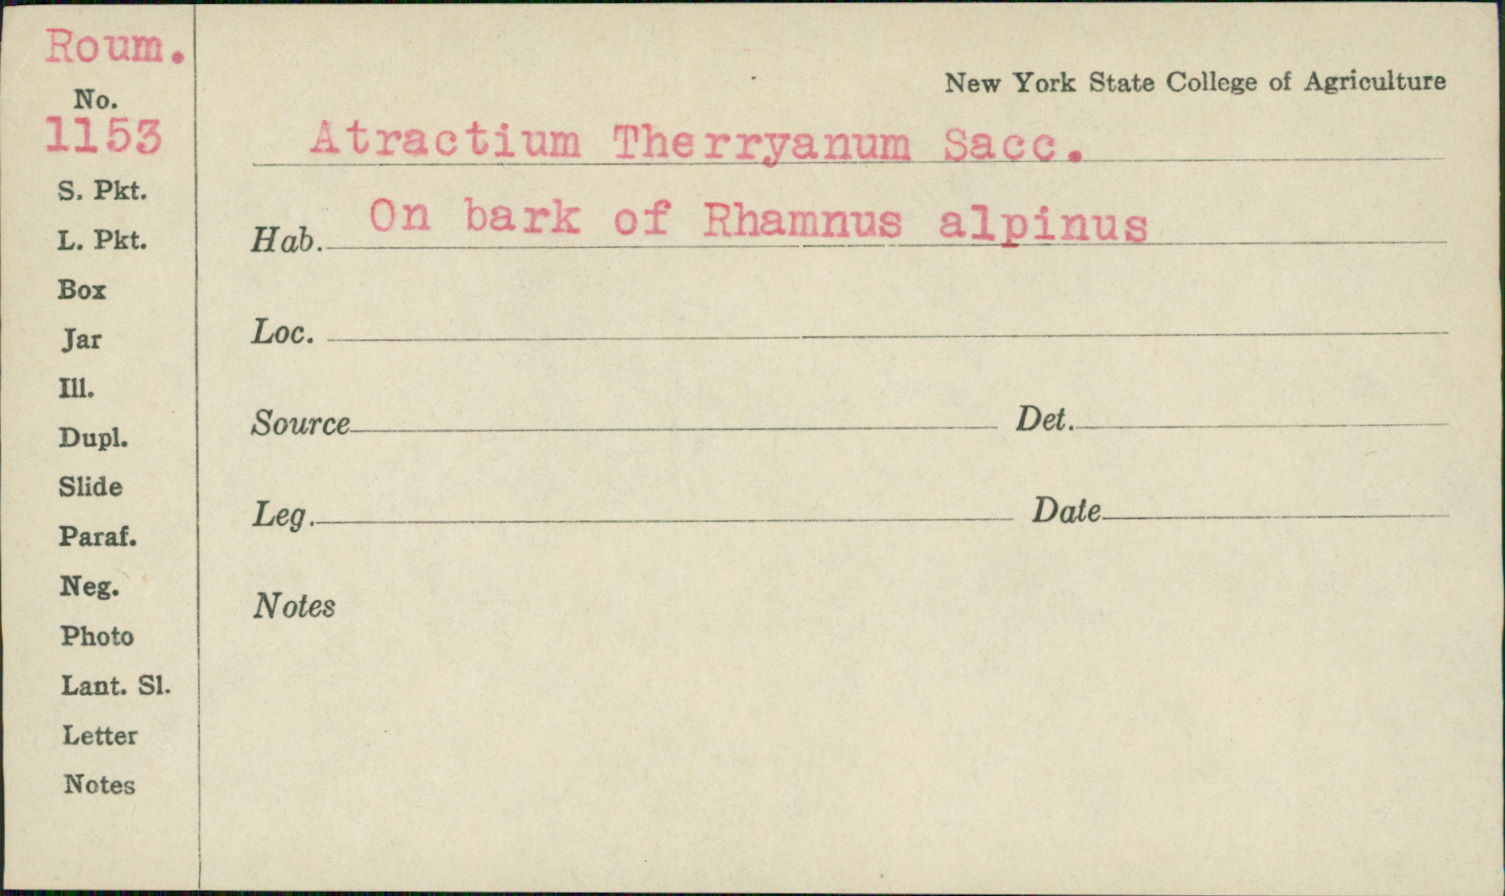 Roum.
No.
1153
S. Pkt.
L. Pkt.
Box
Jar
Ill.
Dupl.
Slide
Paraf.
Neg.
Photo
Lant. Sl.
Letter
Notes
New York State College of Agriculture
Atractium Therryanum Sacc.
Hab. On bark of Rhamnus alpinus
Loc.
Source Det.
Leg. Date
Notes